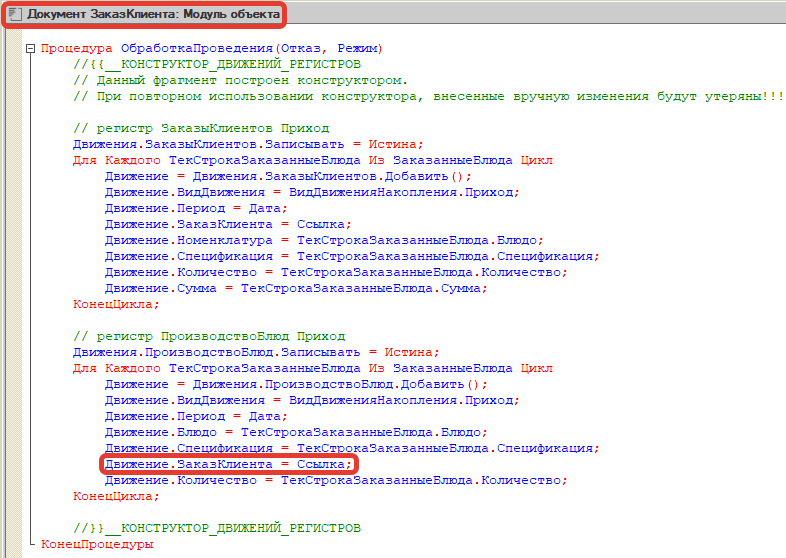 Документ ЗаказКлиента: Модуль объекта
Процедура ОбработкаПроведения(Отказ, Режим)
//{{__КОНСТРУКТОР_ДВИЖЕНИЙ_РЕГИСТРОВ
// Данный фрагмент построен конструктором.
// При повторном использовании конструктора, внесенные вручную изменения будут утеряны!!!
// регистр ЗаказыКлиентов Приход
Движения.ЗаказыКлиентов.Записывать = Истина;
Для Каждого ТекСтрокаЗаказанныеБлюда Из ЗаказанныеБлюда Цикл
Движение = Движения.ЗаказыКлиентов.Добавить();
Движение.ВидДвижения = ВидДвиженияНакопления.Приход;
Движение.Период = Дата;
Движение.ЗаказКлиента = Ссылка;
Движение.Номенклатура = ТекСтрокаЗаказанныеБлюда.Блюдо;
Движение.Спецификация = ТекСтрокаЗаказанныеБлюда.Спецификация;
Движение.Количество = ТекСтрокаЗаказанныеБлюда.Количество;
Движение.Сумма = ТекСтрокаЗаказанныеБлюда.Сумма;
КонецЦикла;
// регистр ПроизводствоБлюд Приход
Движения.ПроизводствоБлюд.Записывать = Истина;
Для Каждого ТекСтрокаЗаказанныеБлюда Из ЗаказанныеБлюда Цикл
Движение = Движения.ПроизводствоБлюд.Добавить();
Движение.ВидДвижения = ВидДвиженияНакопления.Приход;
Движение.Период = Дата;
Движение.Блюдо = ТекСтрокаЗаказанныеБлюда.Блюдо;
Движение.Спецификация = ТекСтрокаЗаказанныеБлюда.Спецификация;
Движение.ЗаказКлиента = Ссылка;
Движение.Количество = ТекСтрокаЗаказанныеБлюда.Количество;
КонецЦикла;
//}}__КОНСТРУКТОР_ДВИЖЕНИЙ_РЕГИСТРОВ
КонецПроцедуры